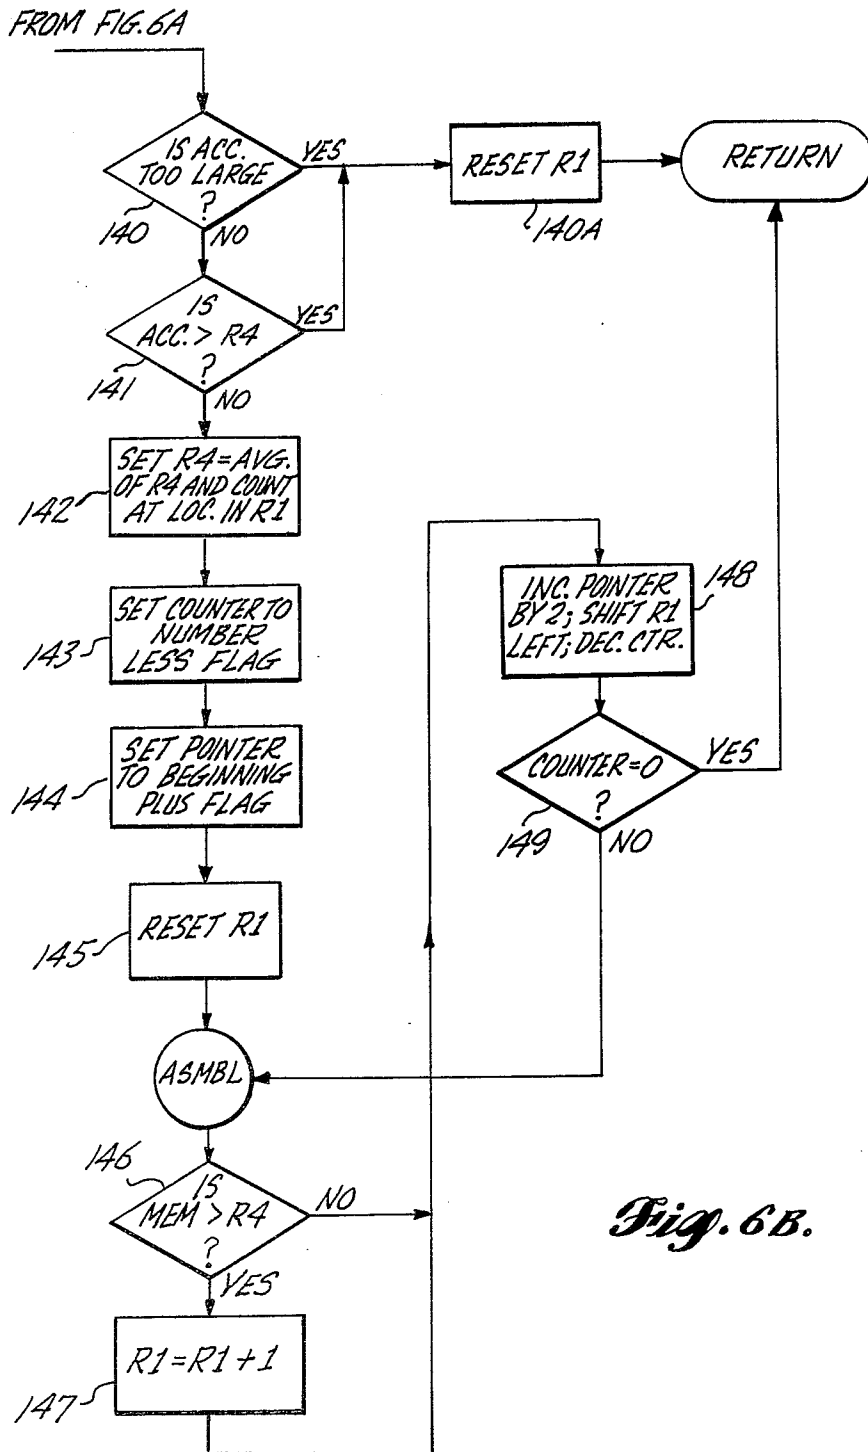 FROM FIG. 6A
IS ACC.
TOO LARGE
?
140
YES
NO
RESET R1
140A
RETURN
IS
ACC. > R4
?
141
YES
NO
SET R4 = AVG.
OF R4 AND COUNT
AT LOC. IN R1
142
SET COUNTER TO
NUMBER
LESS FLAG
143
SET POINTER
TO BEGINNING
PLUS FLAG
144
RESET R1
145
ASMBL
146
IS
MEM > R4
?
NO
YES
R1 = R1 + 1
147
INC. POINTER
BY 2; SHIFT R1
LEFT; DEC. CTR.
148
COUNTER = 0
?
149
YES
NO
Fig. 6B.